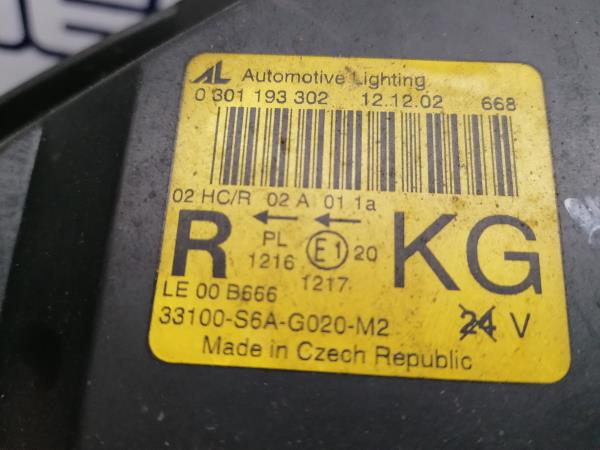 AL Automotive Lighting
0 301 193 302 12.12.02 668
02 HC/R 02 A 01 1a
R ← ← KG
PL E1 20
1216
1217
LE 00 B666
33100-S6A-G020-M2 24 V
Made in Czech Republic